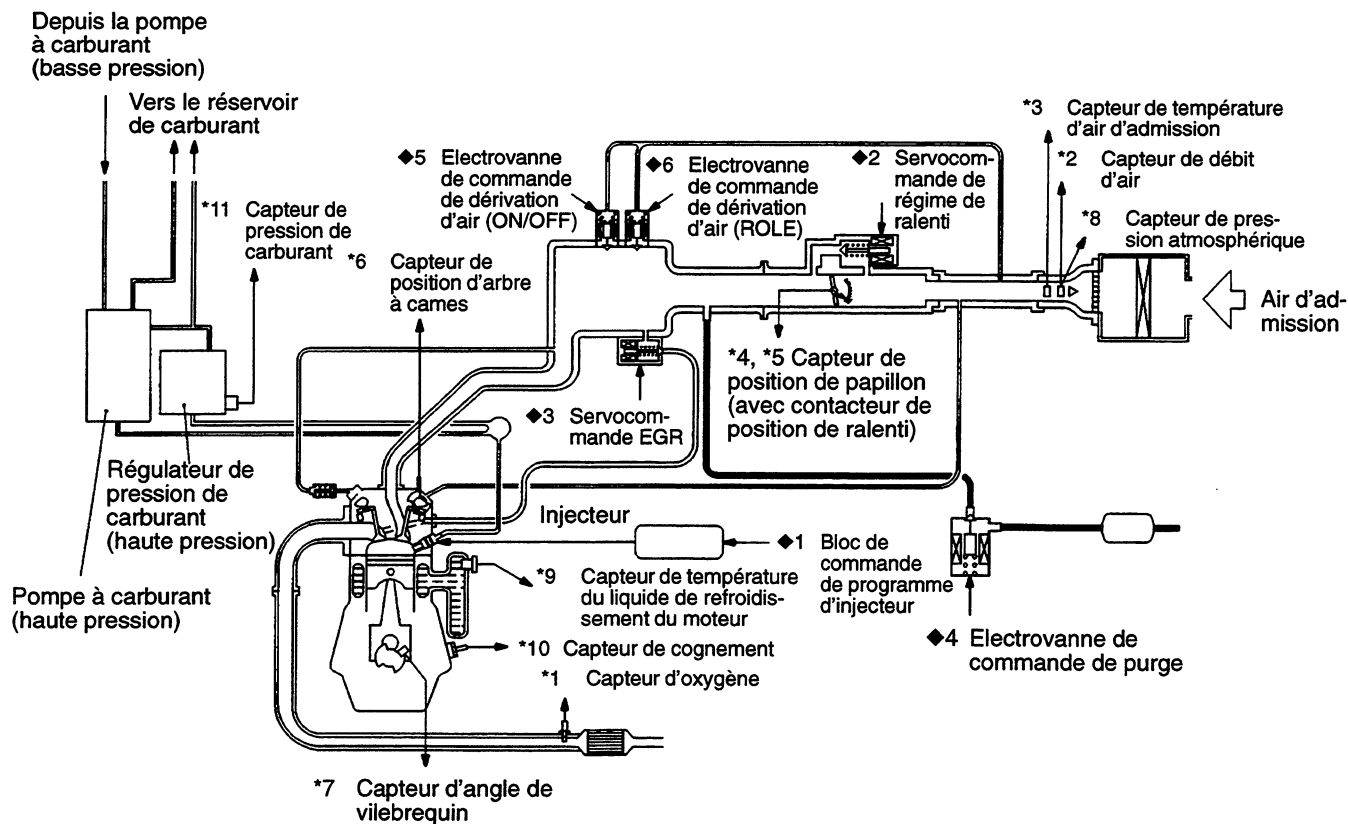 Depuis la pompe
à carburant
(basse pression)
Vers le réservoir
de carburant
*11 Capteur de
pression de
carburant
◆5 Electrovanne
de commande
de dérivation
d'air (ON/OFF)
◆6 Electrovanne
de commande
de dérivation
d'air (ROLE)
◆2 Servocom-
mande de
régime de
ralenti
*3 Capteur de température
d'air d'admission
*2 Capteur de débit
d'air
*8 Capteur de pres-
sion atmosphérique
Air d'ad-
mission
*6 Capteur de
position d'arbre
à cames
*4, *5 Capteur de
position de papillon
(avec contacteur de
position de ralenti)
◆3 Servocom-
mande EGR
Régulateur de
pression de
carburant
(haute pression)
Pompe à carburant
(haute pression)
Injecteur
◆1 Bloc de
commande
de programme
d'injecteur
*9 Capteur de température
du liquide de refroidis-
sement du moteur
◆4 Electrovanne de
commande de purge
*10 Capteur de cognement
*1 Capteur d'oxygène
*7 Capteur d'angle de
vilebrequin